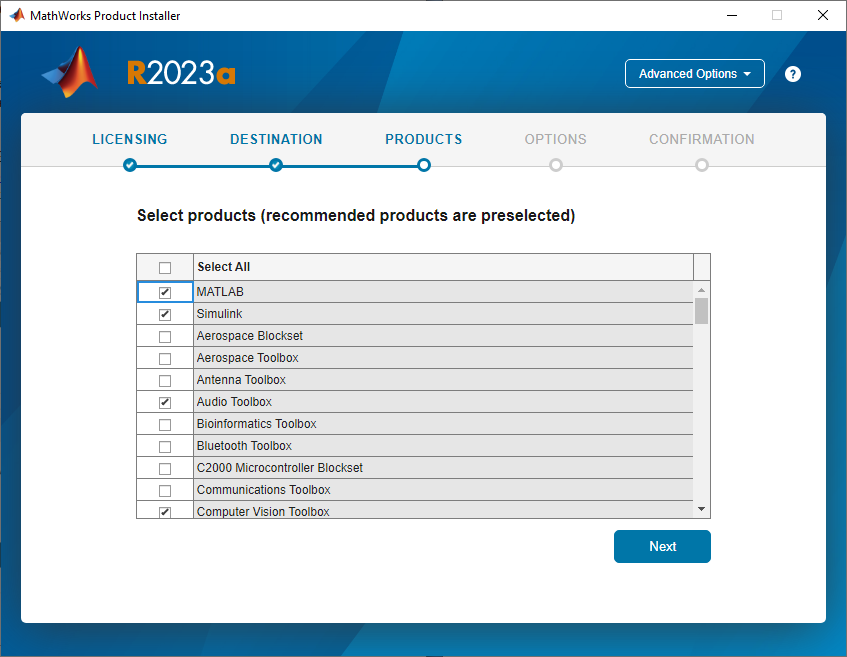 MathWorks Product Installer
R2023a
Advanced Options
?
LICENSING DESTINATION PRODUCTS OPTIONS CONFIRMATION
Select products (recommended products are preselected)
Select All
MATLAB
Simulink
Aerospace Blockset
Aerospace Toolbox
Antenna Toolbox
Audio Toolbox
Bioinformatics Toolbox
Bluetooth Toolbox
C2000 Microcontroller Blockset
Communications Toolbox
Computer Vision Toolbox
Next